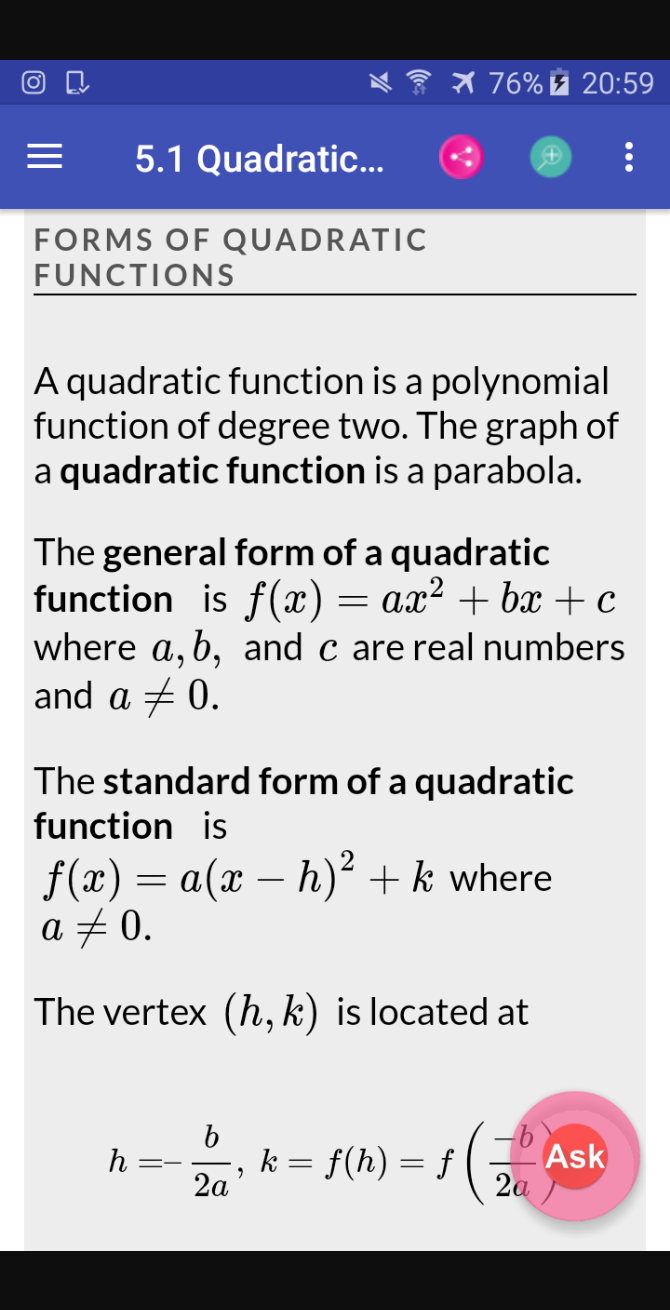 76% 20:59
5.1 Quadratic...
FORMS OF QUADRATIC
FUNCTIONS
A quadratic function is a polynomial
function of degree two. The graph of
a quadratic function is a parabola.
The general form of a quadratic
function is f(x) = ax² + bx + c
where a, b, and c are real numbers
and a ≠ 0.
The standard form of a quadratic
function is
f(x) = a(x − h)² + k where
a ≠ 0.
The vertex (h, k) is located at
h =− b/2a, k = f(h) = f(−b/2a)
Ask